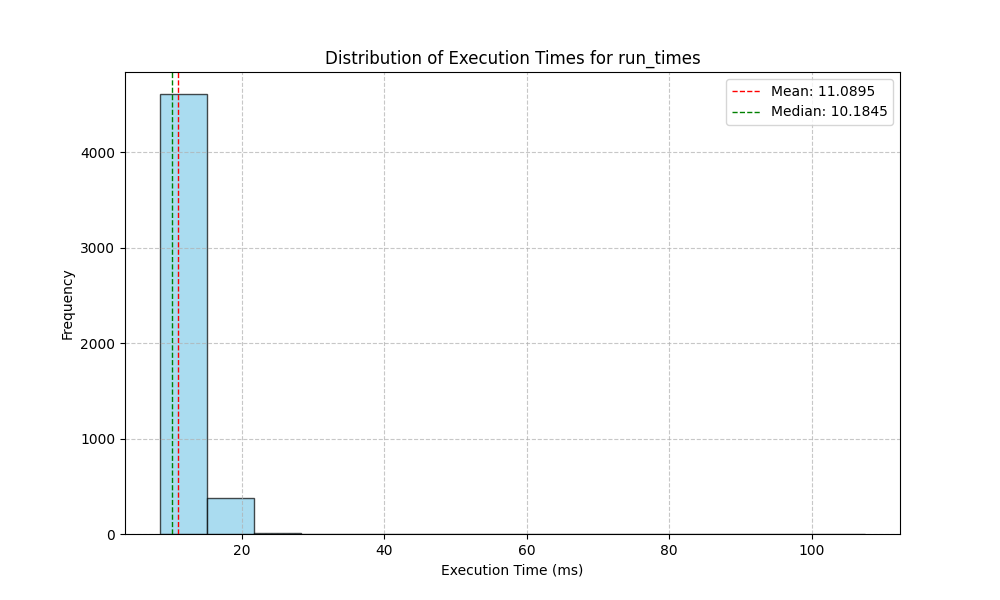 Distribution of Execution Times for run_times
Mean: 11.0895
Median: 10.1845
Frequency
4000
3000
2000
1000
0
20
40
60
80
100
Execution Time (ms)